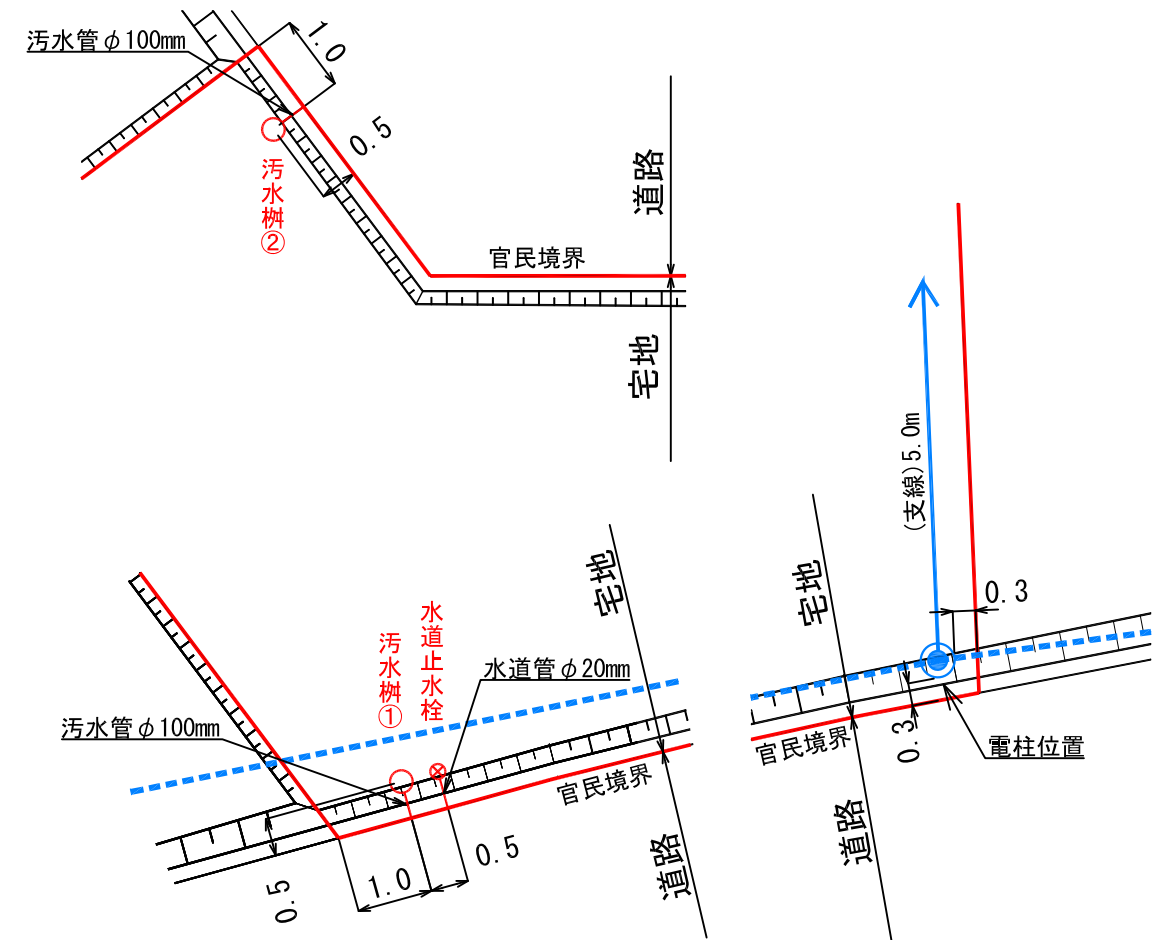 汚水管φ100mm
1.0
0.5
汚水桝②
官民境界
道路
宅地
(支線)5.0m
0.3
宅地
宅地
水道止水栓
汚水桝①
水道管φ20mm
汚水管φ100mm
官民境界
官民境界
0.3
電柱位置
道路
道路
0.5
1.0
0.5